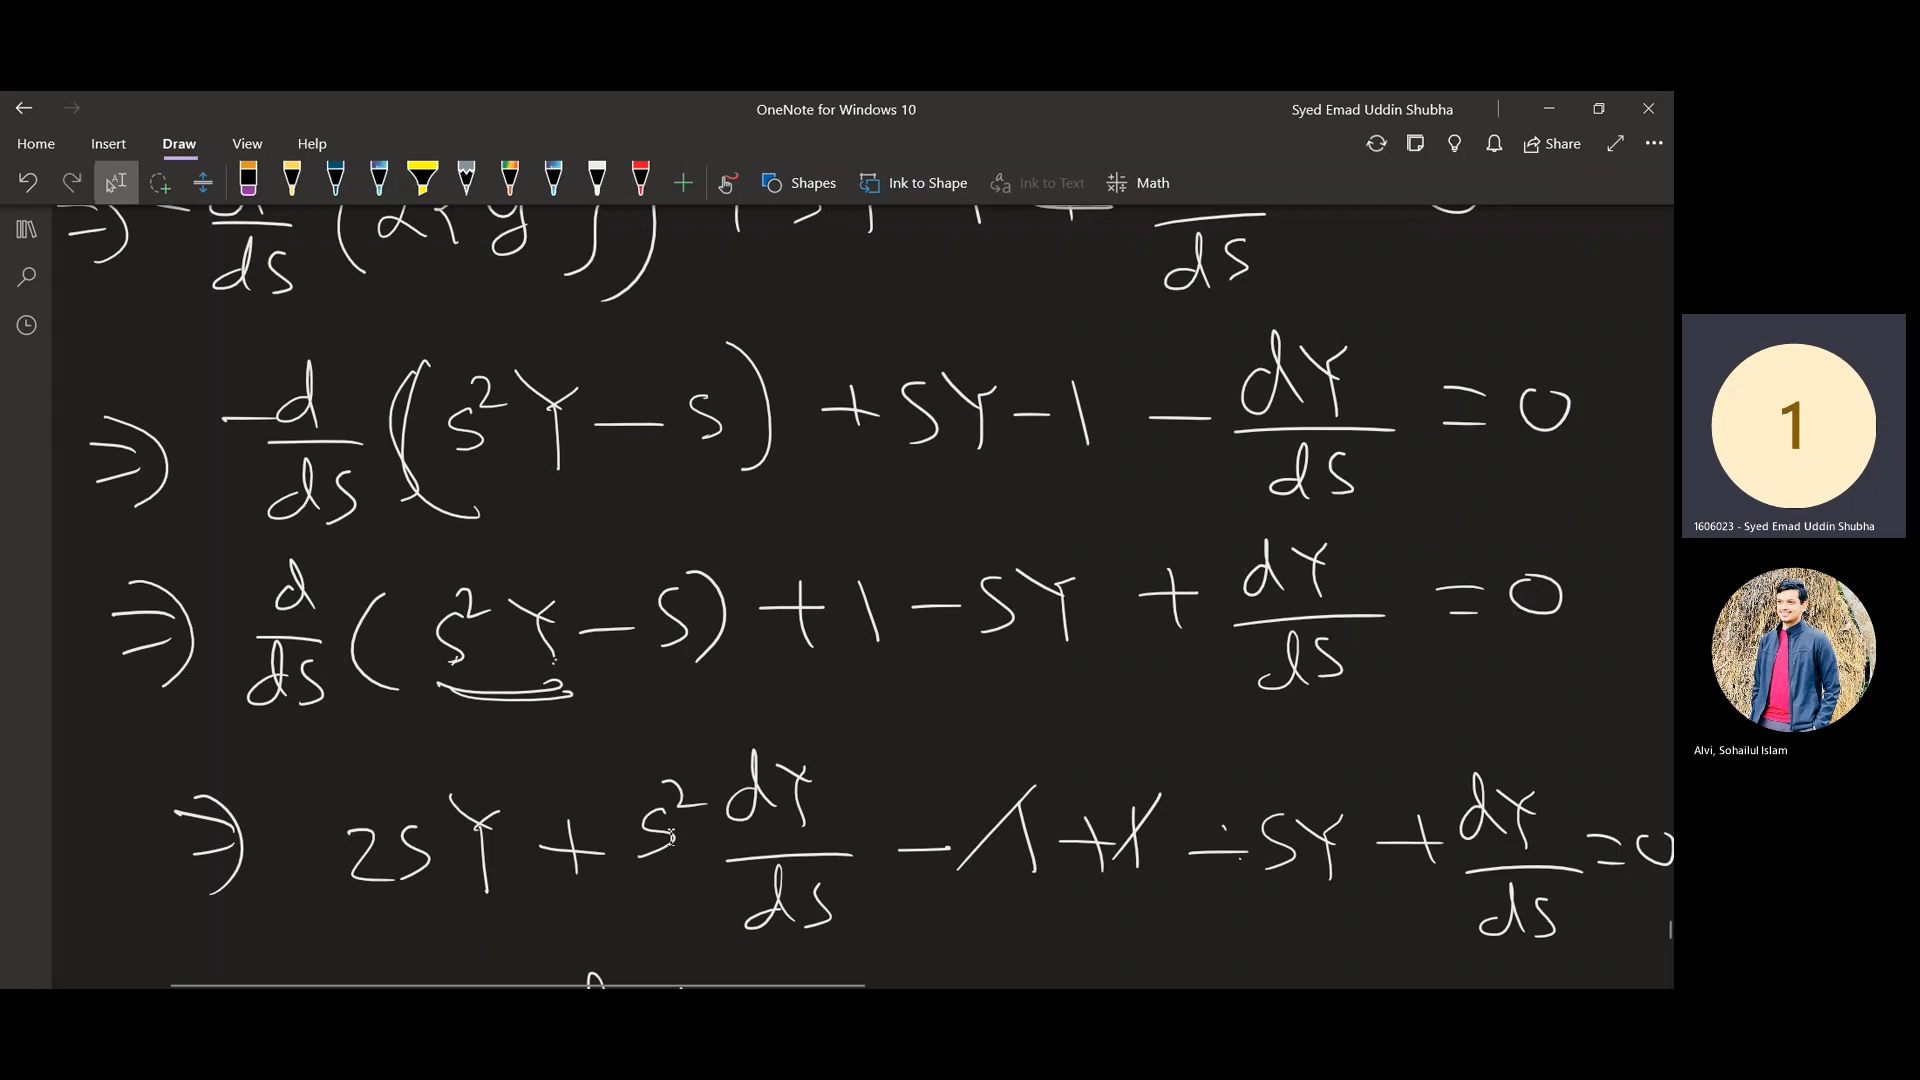 OneNote for Windows 10
Syed Emad Uddin Shubha
Home Insert Draw View Help
Share
Shapes Ink to Shape Ink to Text Math
ds ds
⇒ -d/ds (s²Y - s) + sY - 1 - dY/ds = 0
⇒ d/ds (s²Y - s) + 1 - sY + dY/ds = 0
⇒ 2sY + s² dY/ds - 1 + 1 - sY + dY/ds = 0
1
1606023 - Syed Emad Uddin Shubha
Alvi, Sohailul Islam